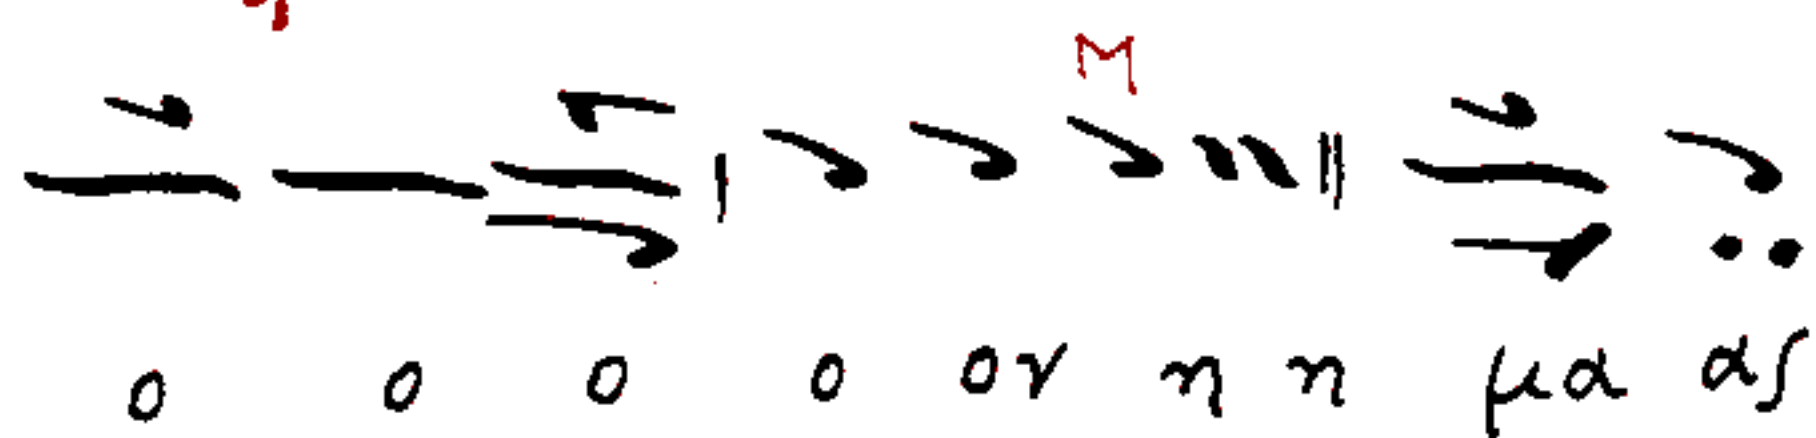 Μ
ο ο ο ο ον η η μα ας